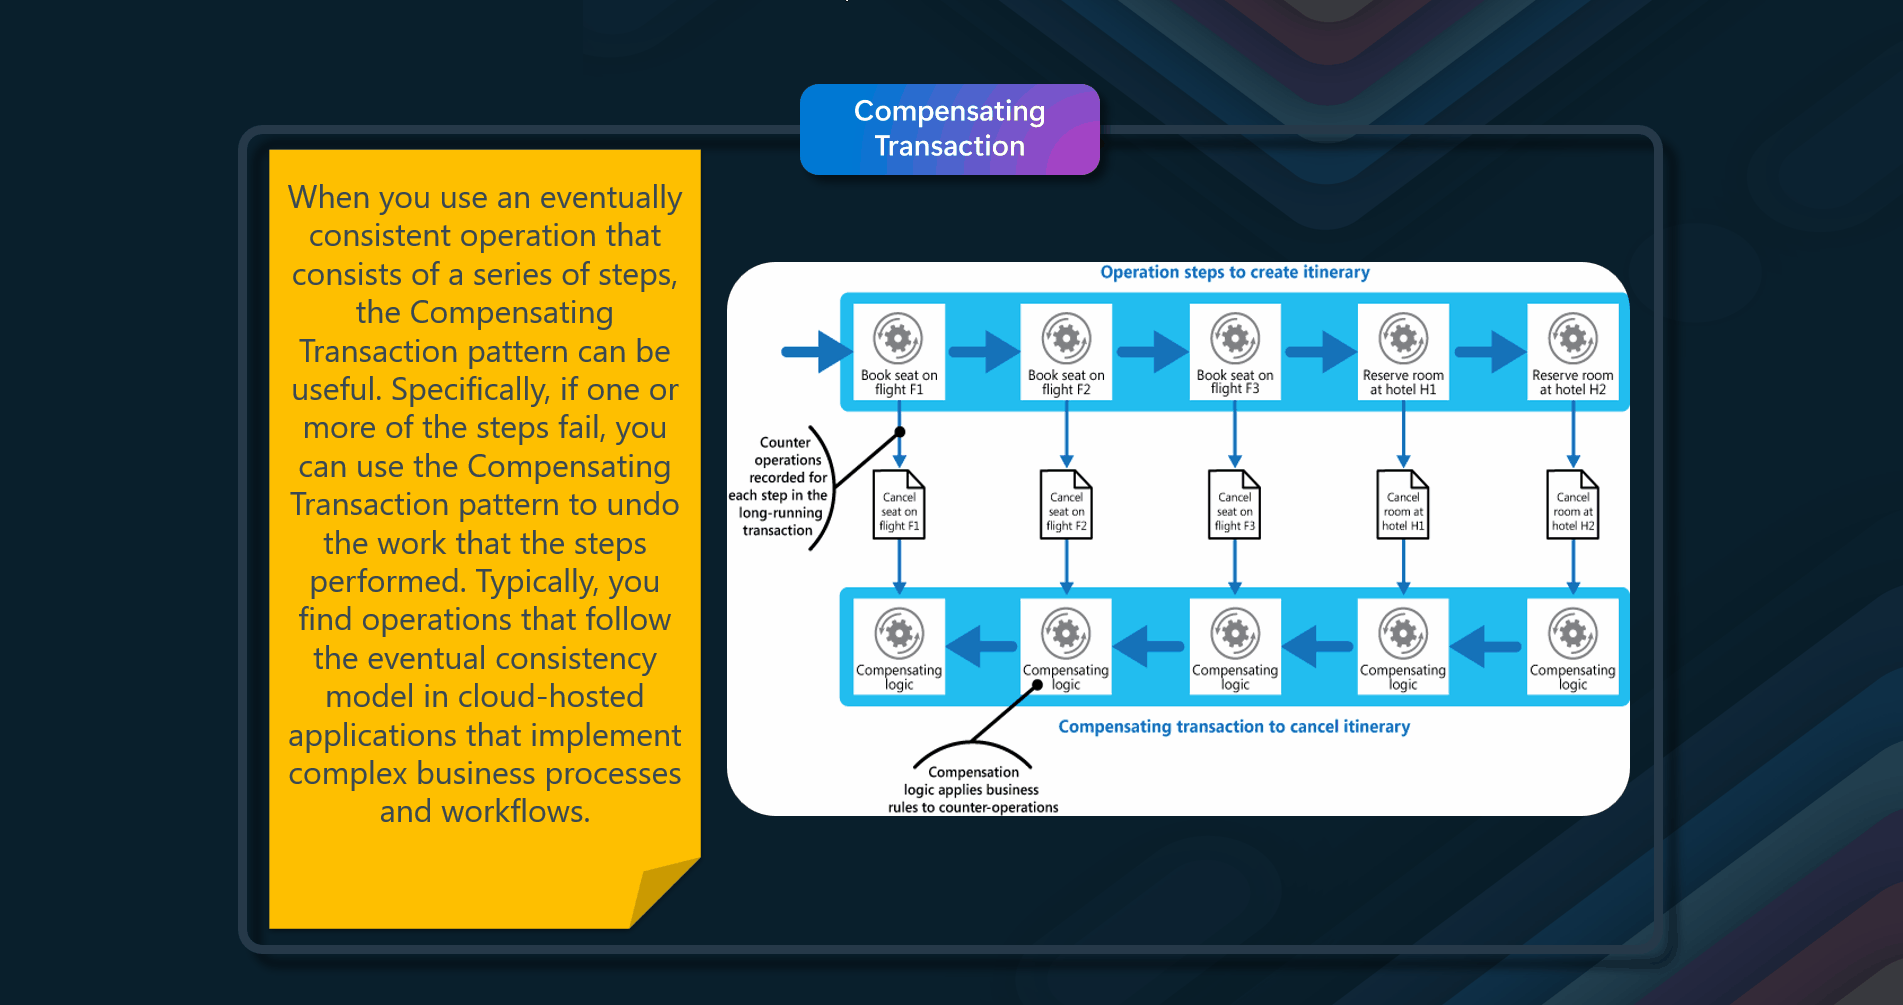 Compensating
Transaction
When you use an eventually
consistent operation that
consists of a series of steps,
the Compensating
Transaction pattern can be
useful. Specifically, if one or
more of the steps fail, you
can use the Compensating
Transaction pattern to undo
the work that the steps
performed. Typically, you
find operations that follow
the eventual consistency
model in cloud-hosted
applications that implement
complex business processes
and workflows.
Operation steps to create itinerary
Book seat on
flight F1
Book seat on
flight F2
Book seat on
flight F3
Reserve room
at hotel H1
Reserve room
at hotel H2
Counter
operations
recorded for
each step in the
long-running
transaction
Cancel
seat on
flight F1
Cancel
seat on
flight F2
Cancel
seat on
flight F3
Cancel
room at
hotel H1
Cancel
room at
hotel H2
Compensating
logic
Compensating
logic
Compensating
logic
Compensating
logic
Compensating
logic
Compensating transaction to cancel itinerary
Compensation
logic applies business
rules to counter-operations